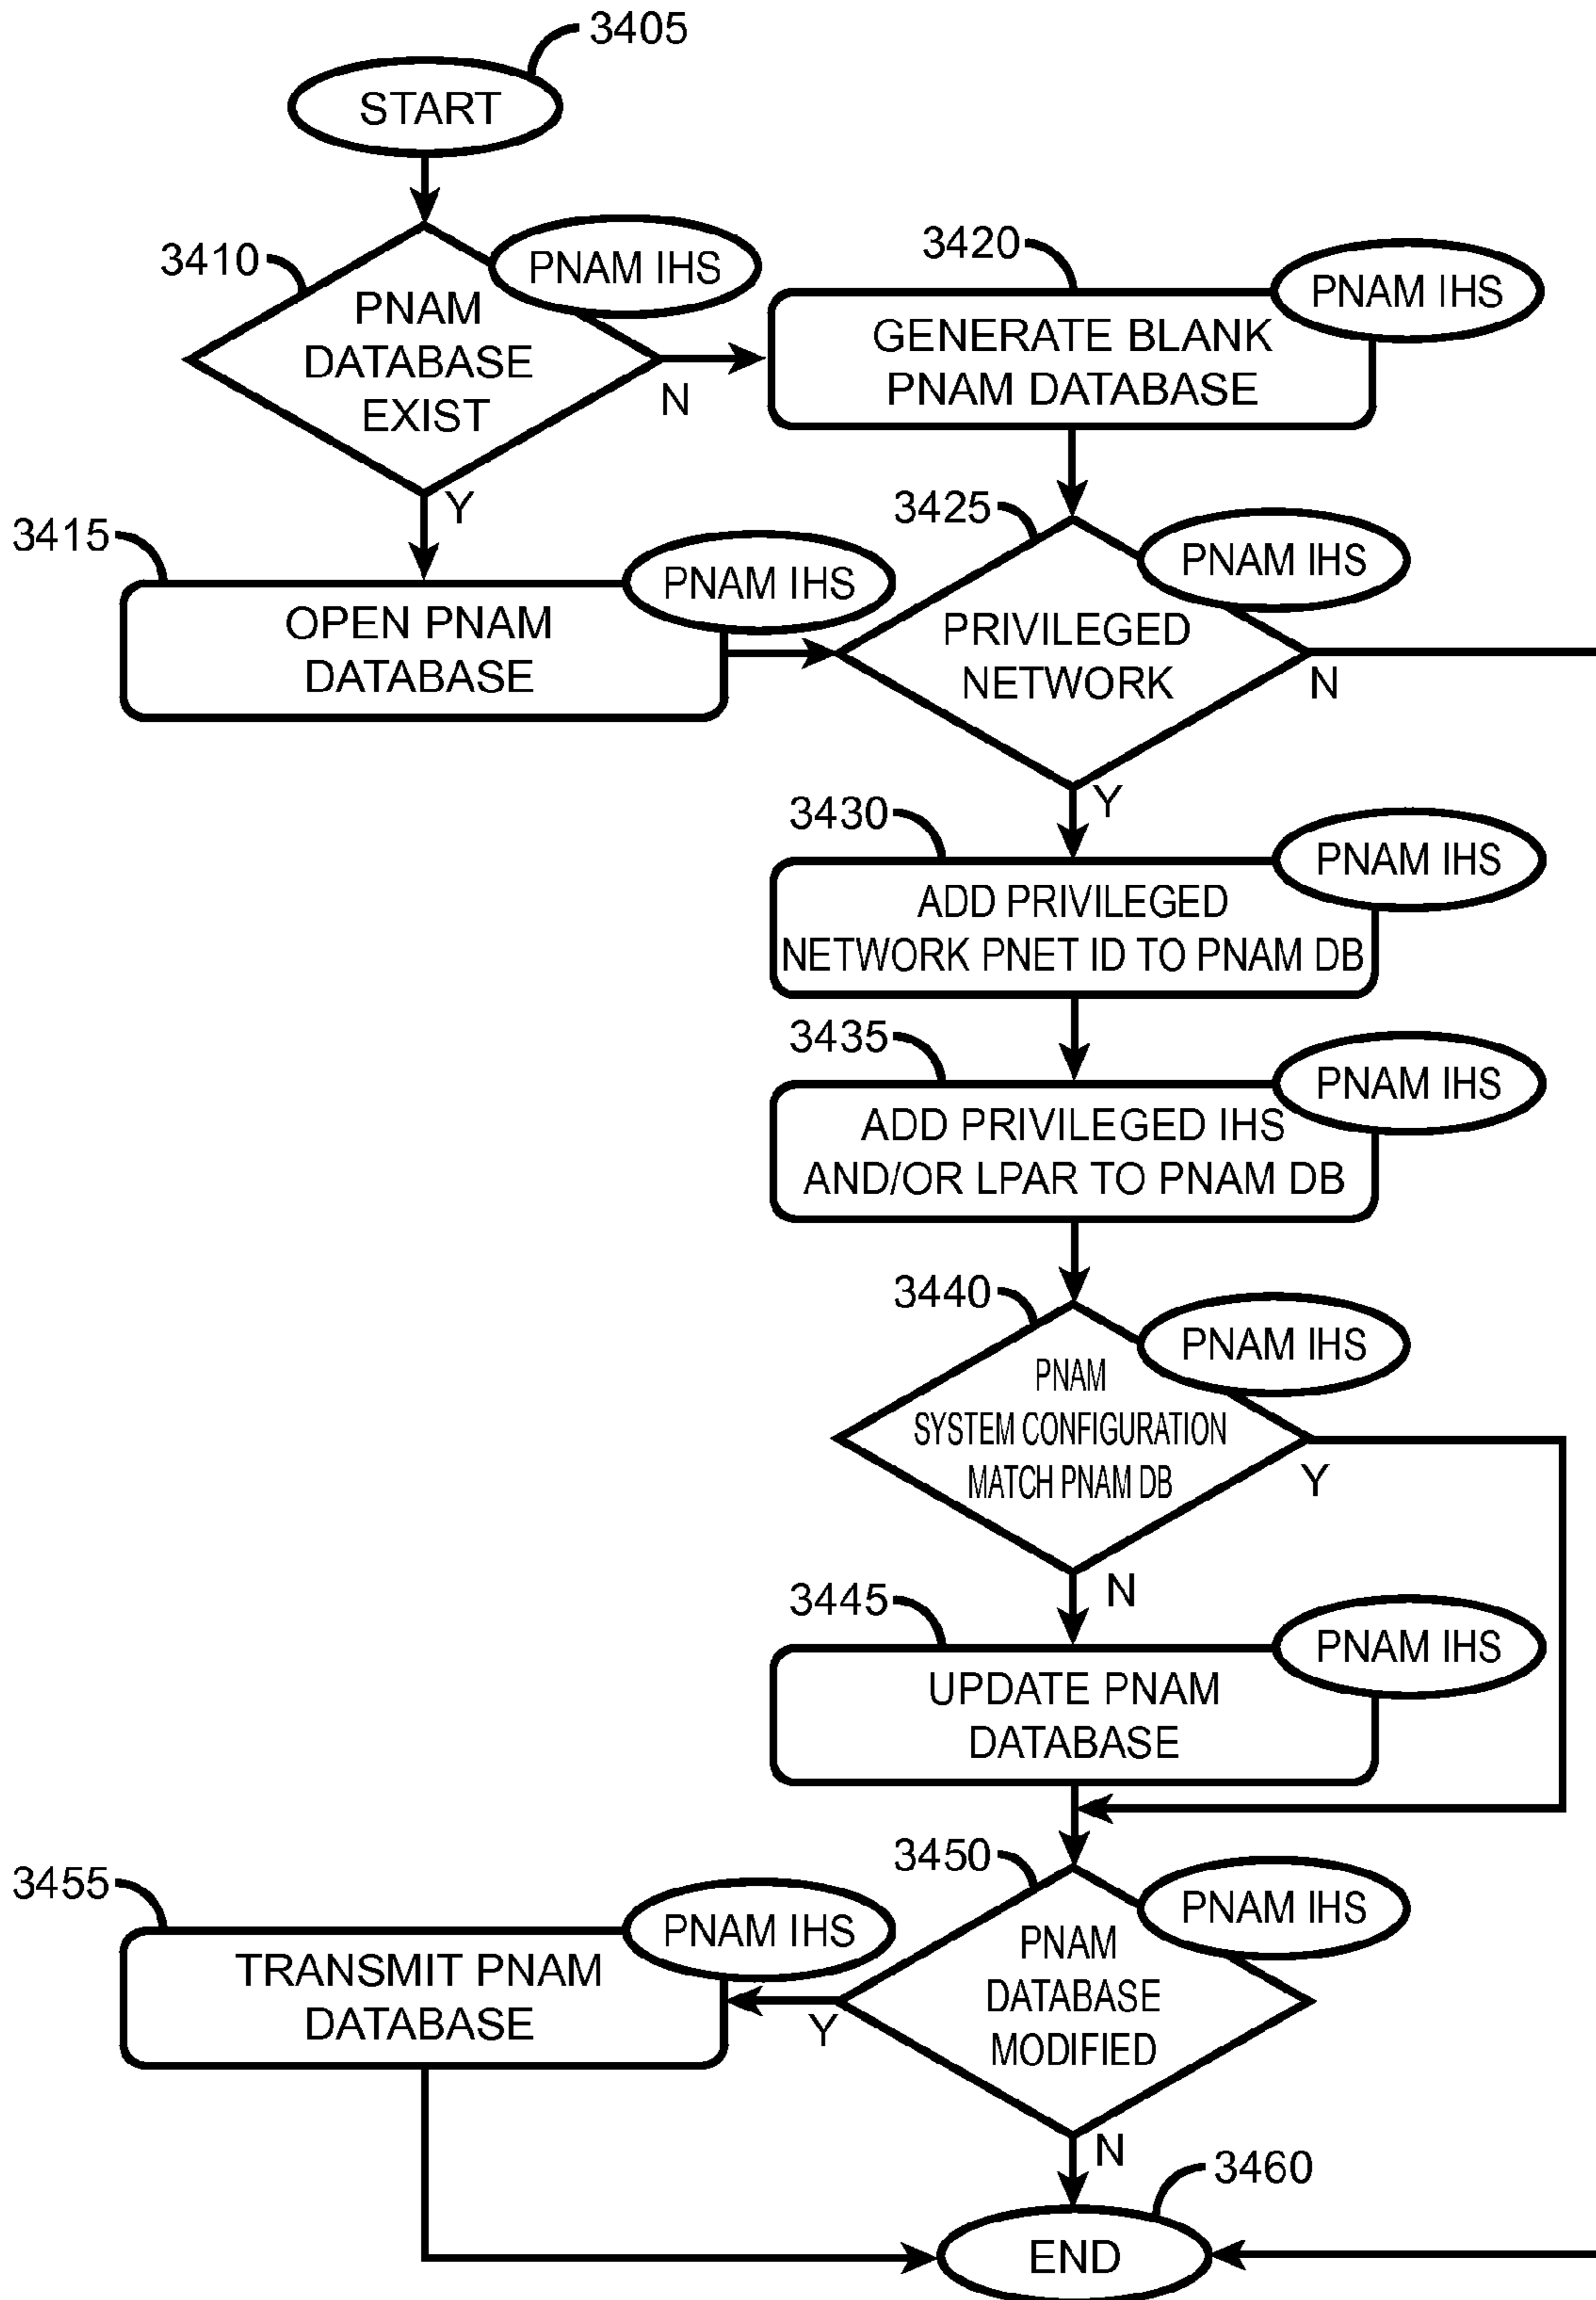 3405
START
3410
PNAM IHS
PNAM
DATABASE
EXIST
N
Y
3420
PNAM IHS
GENERATE BLANK
PNAM DATABASE
3415
PNAM IHS
OPEN PNAM
DATABASE
3425
PNAM IHS
PRIVILEGED
NETWORK
N
Y
3430
PNAM IHS
ADD PRIVILEGED
NETWORK PNET ID TO PNAM DB
3435
PNAM IHS
ADD PRIVILEGED IHS
AND/OR LPAR TO PNAM DB
3440
PNAM IHS
PNAM
SYSTEM CONFIGURATION
MATCH PNAM DB
Y
N
3445
PNAM IHS
UPDATE PNAM
DATABASE
3450
PNAM IHS
PNAM
DATABASE
MODIFIED
Y
N
3455
PNAM IHS
TRANSMIT PNAM
DATABASE
3460
END